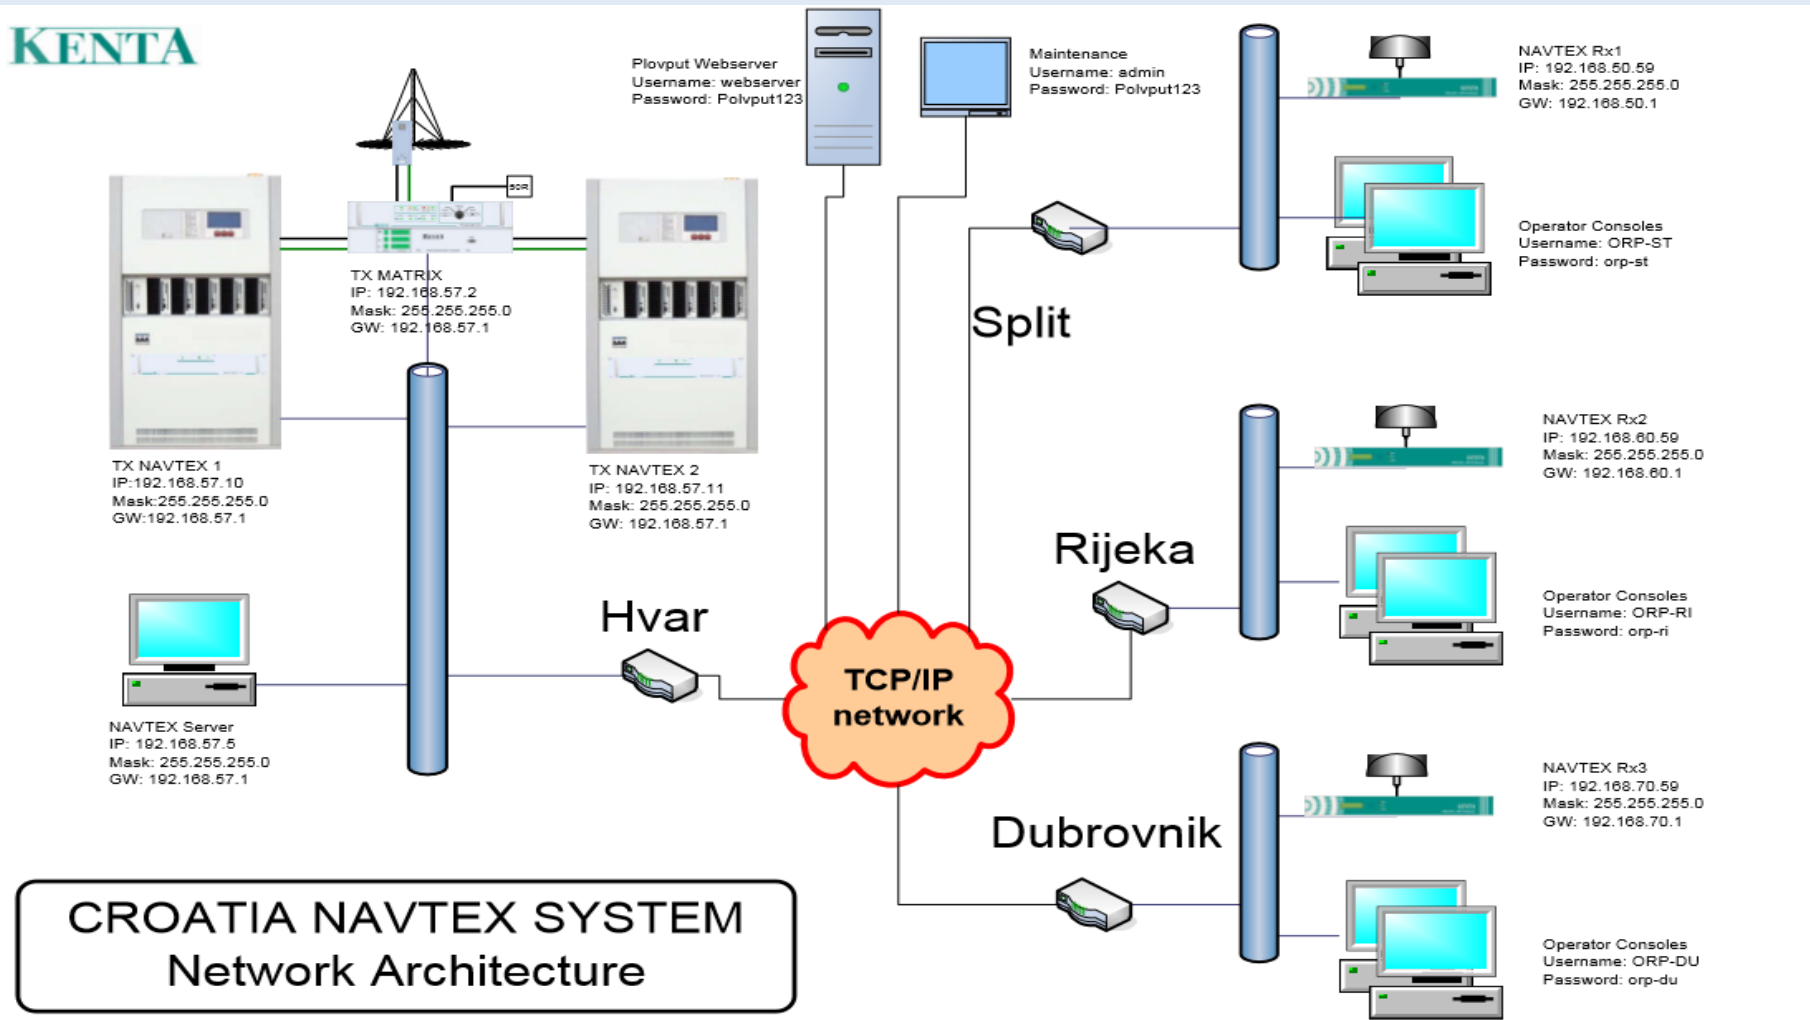 KENTA
Plovput Webserver
Username: webserver
Password: Polvput123
Maintenance
Username: admin
Password: Polvput123
NAVTEX Rx1
IP: 192.168.50.59
Mask: 255.255.255.0
GW: 192.168.50.1
Operator Consoles
Username: ORP-ST
Password: orp-st
TX MATRIX
IP: 192.168.57.2
Mask: 255.255.255.0
GW: 192.168.57.1
Split
TX NAVTEX 1
IP:192.168.57.10
Mask:255.255.255.0
GW:192.168.57.1
TX NAVTEX 2
IP: 192.168.57.11
Mask: 255.255.255.0
GW: 192.168.57.1
NAVTEX Rx2
IP: 192.168.60.59
Mask: 255.255.255.0
GW: 192.168.60.1
Rijeka
Operator Consoles
Username: ORP-RI
Password: orp-ri
Hvar
TCP/IP
network
NAVTEX Server
IP: 192.168.57.5
Mask: 255.255.255.0
GW: 192.168.57.1
NAVTEX Rx3
IP: 192.168.70.59
Mask: 255.255.255.0
GW: 192.168.70.1
Dubrovnik
Operator Consoles
Username: ORP-DU
Password: orp-du
CROATIA NAVTEX SYSTEM
Network Architecture